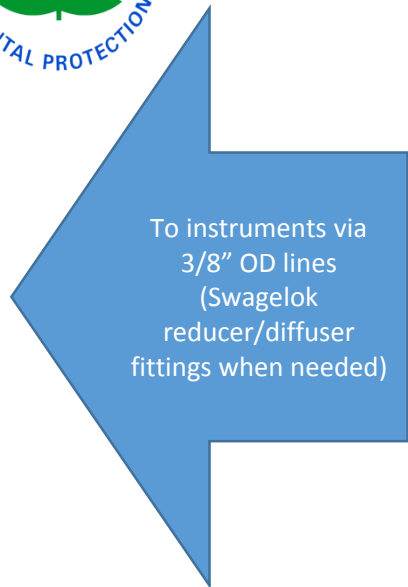 TAL PROTECTION
To instruments via
3/8” OD lines
(Swagelok
reducer/diffuser
fittings when needed)